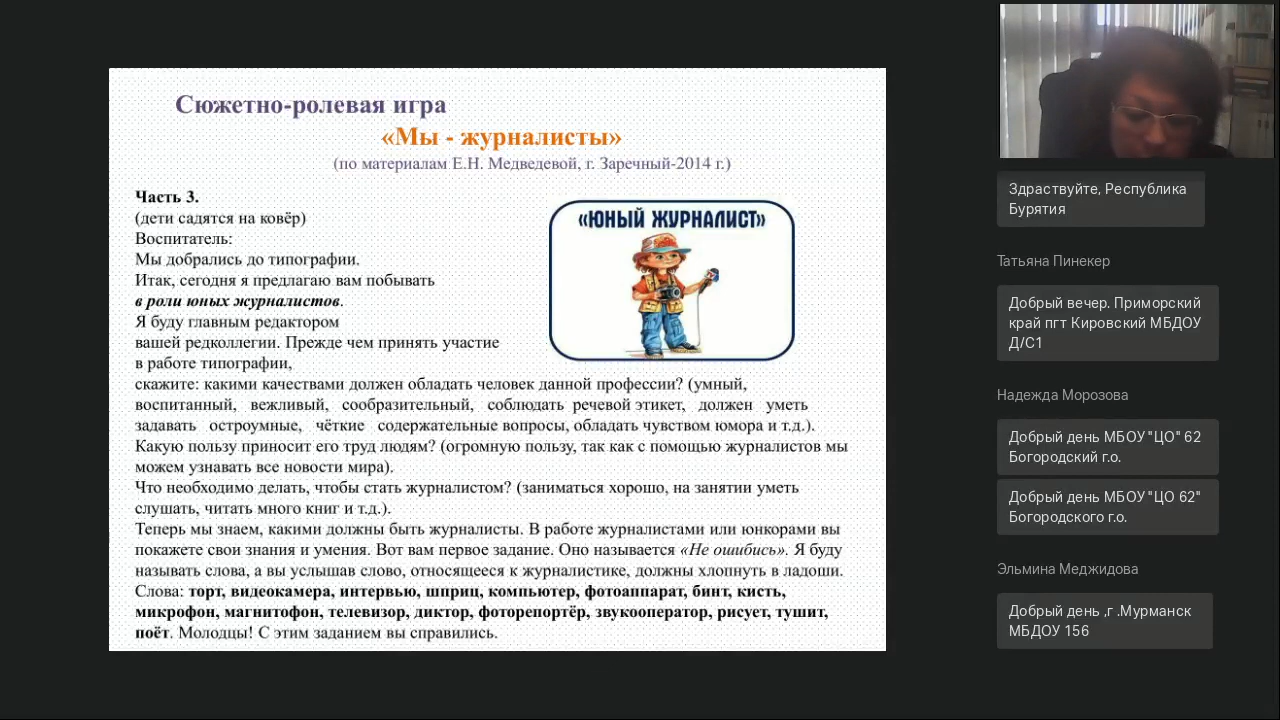 Сюжетно-ролевая игра
«Мы - журналисты»
(по материалам Е.Н. Медведевой, г. Заречный-2014 г.)
Часть 3.
(дети садятся на ковёр)
Воспитатель:
Мы добрались до типографии.
Итак, сегодня я предлагаю вам побывать
в роли юных журналистов.
Я буду главным редактором
вашей редколлегии. Прежде чем принять участие
в работе типографии,
скажите: какими качествами должен обладать человек данной профессии? (умный,
воспитанный, вежливый, сообразительный, соблюдать речевой этикет, должен уметь
задавать остроумные, чёткие содержательные вопросы, обладать чувством юмора и т.д.).
Какую пользу приносит его труд людям? (огромную пользу, так как с помощью журналистов мы
можем узнавать все новости мира).
Что необходимо делать, чтобы стать журналистом? (заниматься хорошо, на занятии уметь
слушать, читать много книг и т.д.).
Теперь мы знаем, какими должны быть журналисты. В работе журналистами или юнкорами вы
покажете свои знания и умения. Вот вам первое задание. Оно называется «Не ошибись». Я буду
называть слова, а вы услышав слово, относящееся к журналистике, должны хлопнуть в ладоши.
Слова: торт, видеокамера, интервью, шприц, компьютер, фотоаппарат, бинт, кисть,
микрофон, магнитофон, телевизор, диктор, фоторепортёр, звукооператор, рисует, тушит,
поёт. Молодцы! С этим заданием вы справились.
«ЮНЫЙ ЖУРНАЛИСТ»
Здраствуйте, Республика
Бурятия
Татьяна Пинекер
Добрый вечер. Приморский
край пгт Кировский МБДОУ
Д/С1
Надежда Морозова
Добрый день МБОУ "ЦО" 62
Богородский г.о.
Добрый день МБОУ "ЦО 62"
Богородского г.о.
Эльмина Меджидова
Добрый день ,г .Мурманск
МБДОУ 156